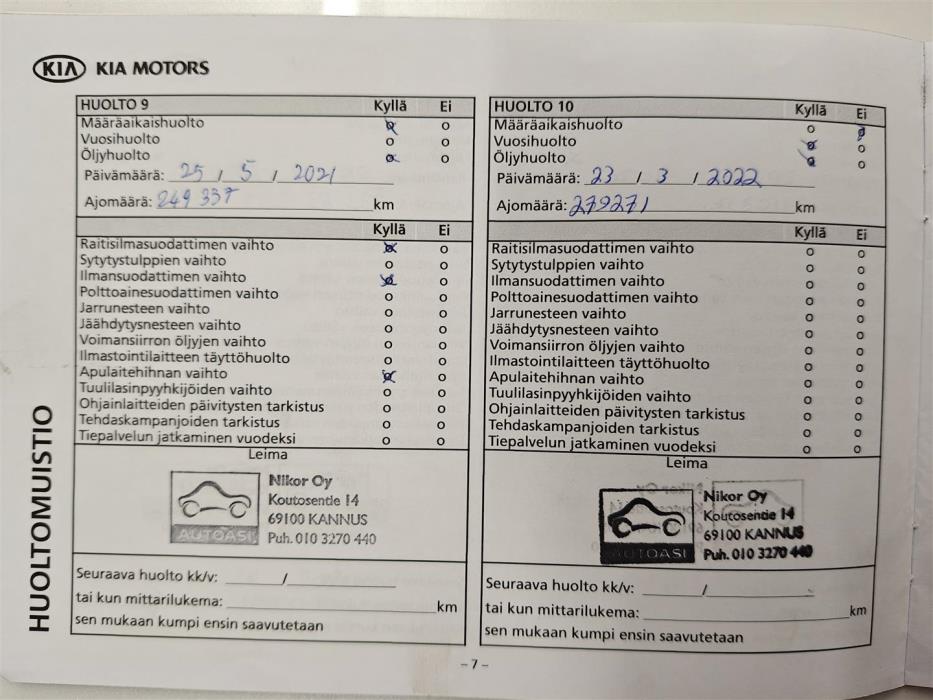 KIA KIA MOTORS
HUOLTOMUISTIO
HUOLTO 9 Kyllä Ei
Määräaikaishuolto
Vuosihuolto
Öljyhuolto
Päivämäärä: 25 / 5 / 2021
Ajomäärä: 249 337 km
Kyllä Ei
Raitisilmasuodattimen vaihto
Sytytystulppien vaihto
Ilmansuodattimen vaihto
Polttoainesuodattimen vaihto
Jarrunesteen vaihto
Jäähdytysnesteen vaihto
Voimansiirron öljyjen vaihto
Ilmastointilaitteen täyttöhuolto
Apulaitehihnan vaihto
Tuulilasinpyyhkijöiden vaihto
Ohjainlaitteiden päivitysten tarkistus
Tehdaskampanjoiden tarkistus
Tiepalvelun jatkaminen vuodeksi
Leima
Nikor Oy
Koutosentie 14
69100 KANNUS
AUTOASI Puh. 010 3270 440
Seuraava huolto kk/v: /
tai kun mittarilukema: km
sen mukaan kumpi ensin saavutetaan
HUOLTO 10 Kyllä Ei
Määräaikaishuolto
Vuosihuolto
Öljyhuolto
Päivämäärä: 23 / 3 / 2022
Ajomäärä: 279271 km
Kyllä Ei
Raitisilmasuodattimen vaihto
Sytytystulppien vaihto
Ilmansuodattimen vaihto
Polttoainesuodattimen vaihto
Jarrunesteen vaihto
Jäähdytysnesteen vaihto
Voimansiirron öljyjen vaihto
Ilmastointilaitteen täyttöhuolto
Apulaitehihnan vaihto
Tuulilasinpyyhkijöiden vaihto
Ohjainlaitteiden päivitysten tarkistus
Tehdaskampanjoiden tarkistus
Tiepalvelun jatkaminen vuodeksi
Leima
Nikor Oy
Koutosentie 14
69100 KANNUS
AUTOASI Puh. 010 3270 440
Seuraava huolto kk/v: /
tai kun mittarilukema: km
sen mukaan kumpi ensin saavutetaan
– 7 –